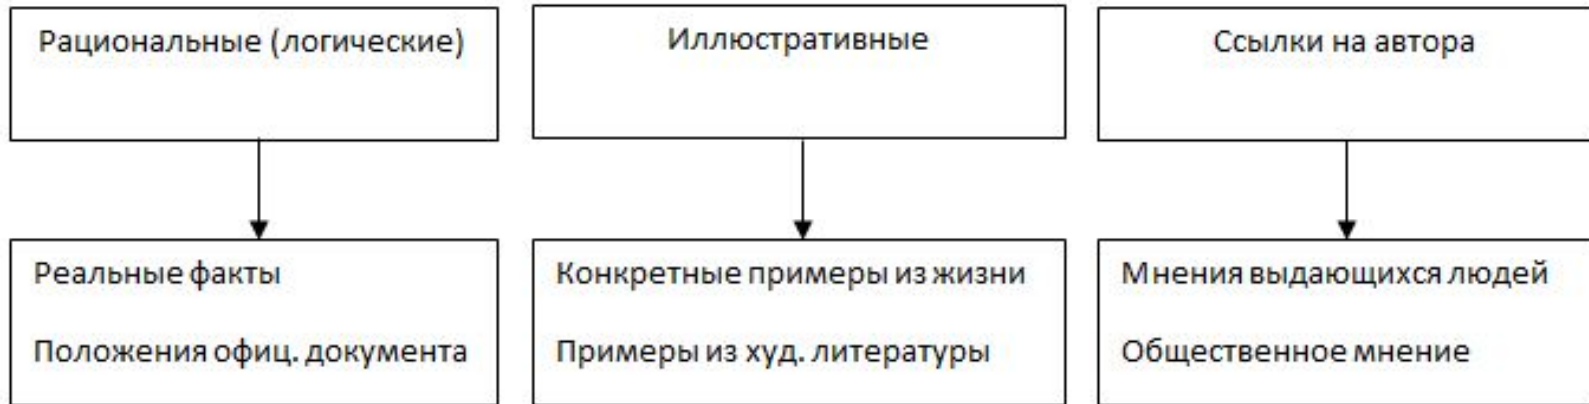 Рациональные (логические)
Иллюстративные
Ссылки на автора
Реальные факты
Положения офиц. документа
Конкретные примеры из жизни
Примеры из худ. литературы
Мнения выдающихся людей
Общественное мнение